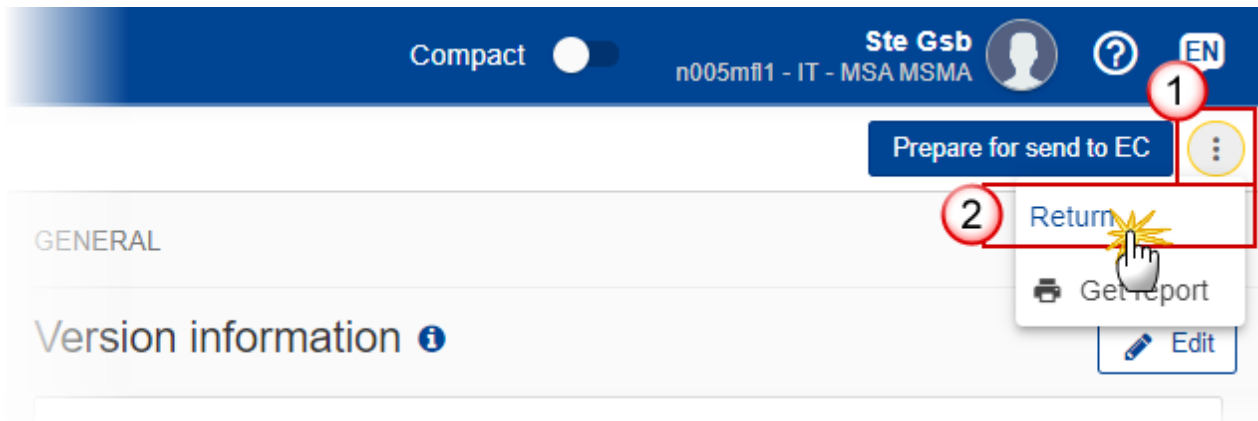 Compact
Ste Gsb
n005mfl1 - IT - MSA MSMA
EN
1
Prepare for send to EC
2
Return
GENERAL
Get report
Version information
Edit